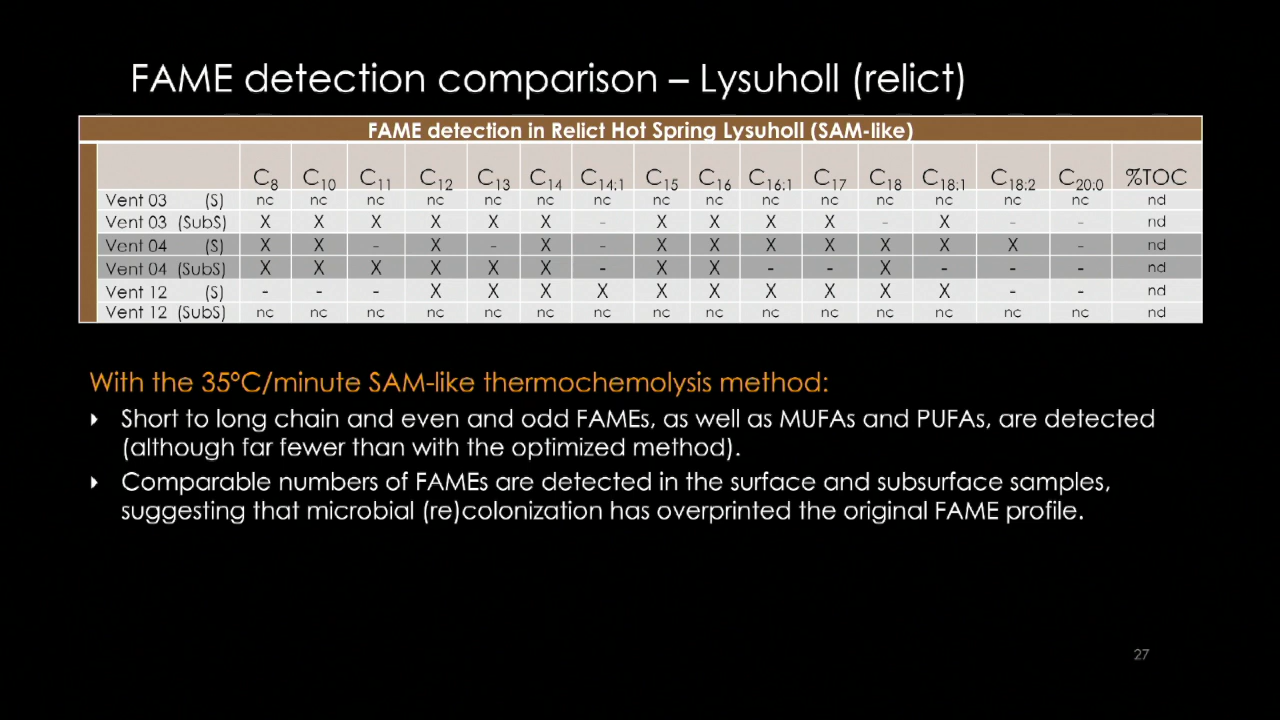 FAME detection comparison – Lysuholl (relict)
FAME detection in Relict Hot Spring Lysuholl (SAM-like)
C8 C10 C11 C12 C13 C14 C14:1 C15 C16 C16:1 C17 C18 C18:1 C18:2 C20:0 %TOC
Vent 03 (S) nc nc nc nc nc nc nc nc nc nc nc nc nc nc nc nd
Vent 03 (SubS) X X X X X X - X X X X - X - - nd
Vent 04 (S) X X - X - X - X X X X X X X - nd
Vent 04 (SubS) X X X X X X - X X - - X - - - nd
Vent 12 (S) - - - X X X X X X X X X X - - nd
Vent 12 (SubS) nc nc nc nc nc nc nc nc nc nc nc nc nc nc nc nd
With the 35ºC/minute SAM-like thermochemolysis method:
Short to long chain and even and odd FAMEs, as well as MUFAs and PUFAs, are detected
(although far fewer than with the optimized method).
Comparable numbers of FAMEs are detected in the surface and subsurface samples,
suggesting that microbial (re)colonization has overprinted the original FAME profile.
27